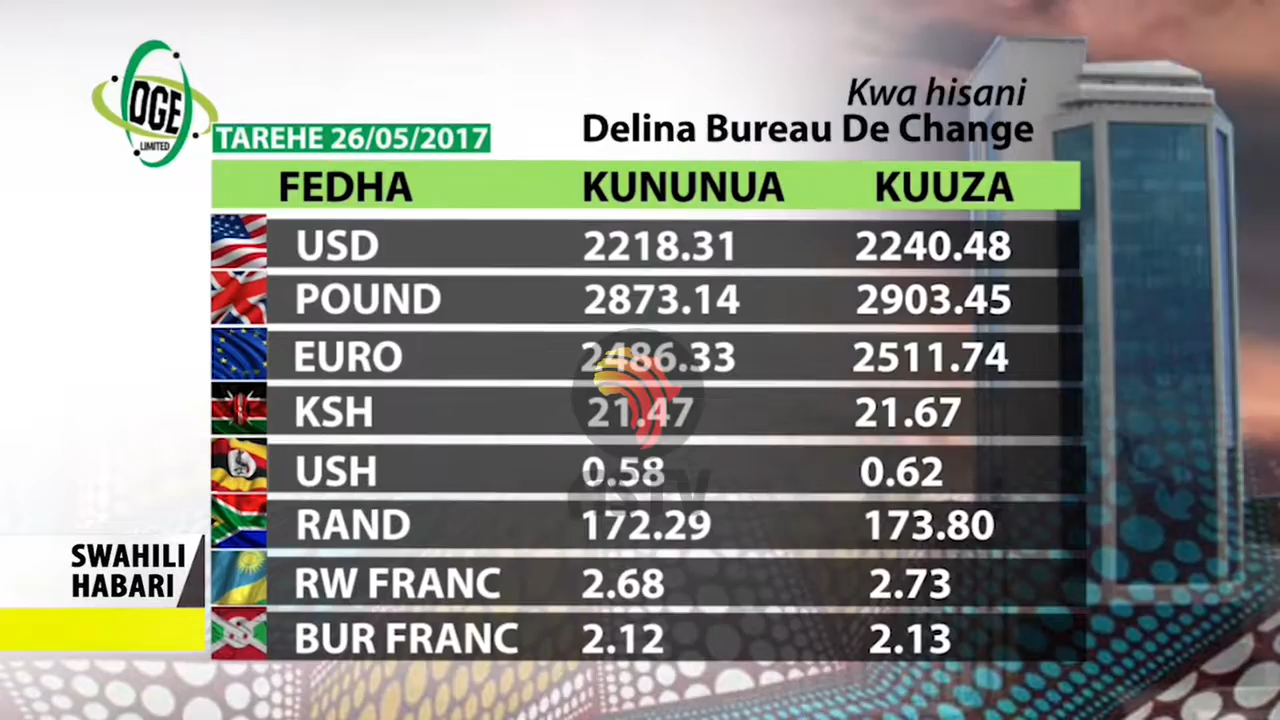 DGE
LIMITED
Kwa hisani
TAREHE 26/05/2017 Delina Bureau De Change
FEDHA KUNUNUA KUUZA
USD 2218.31 2240.48
POUND 2873.14 2903.45
EURO 2486.33 2511.74
KSH 21.47 21.67
USH 0.58 0.62
RAND 172.29 173.80
RW FRANC 2.68 2.73
BUR FRANC 2.12 2.13
SWAHILI
HABARI